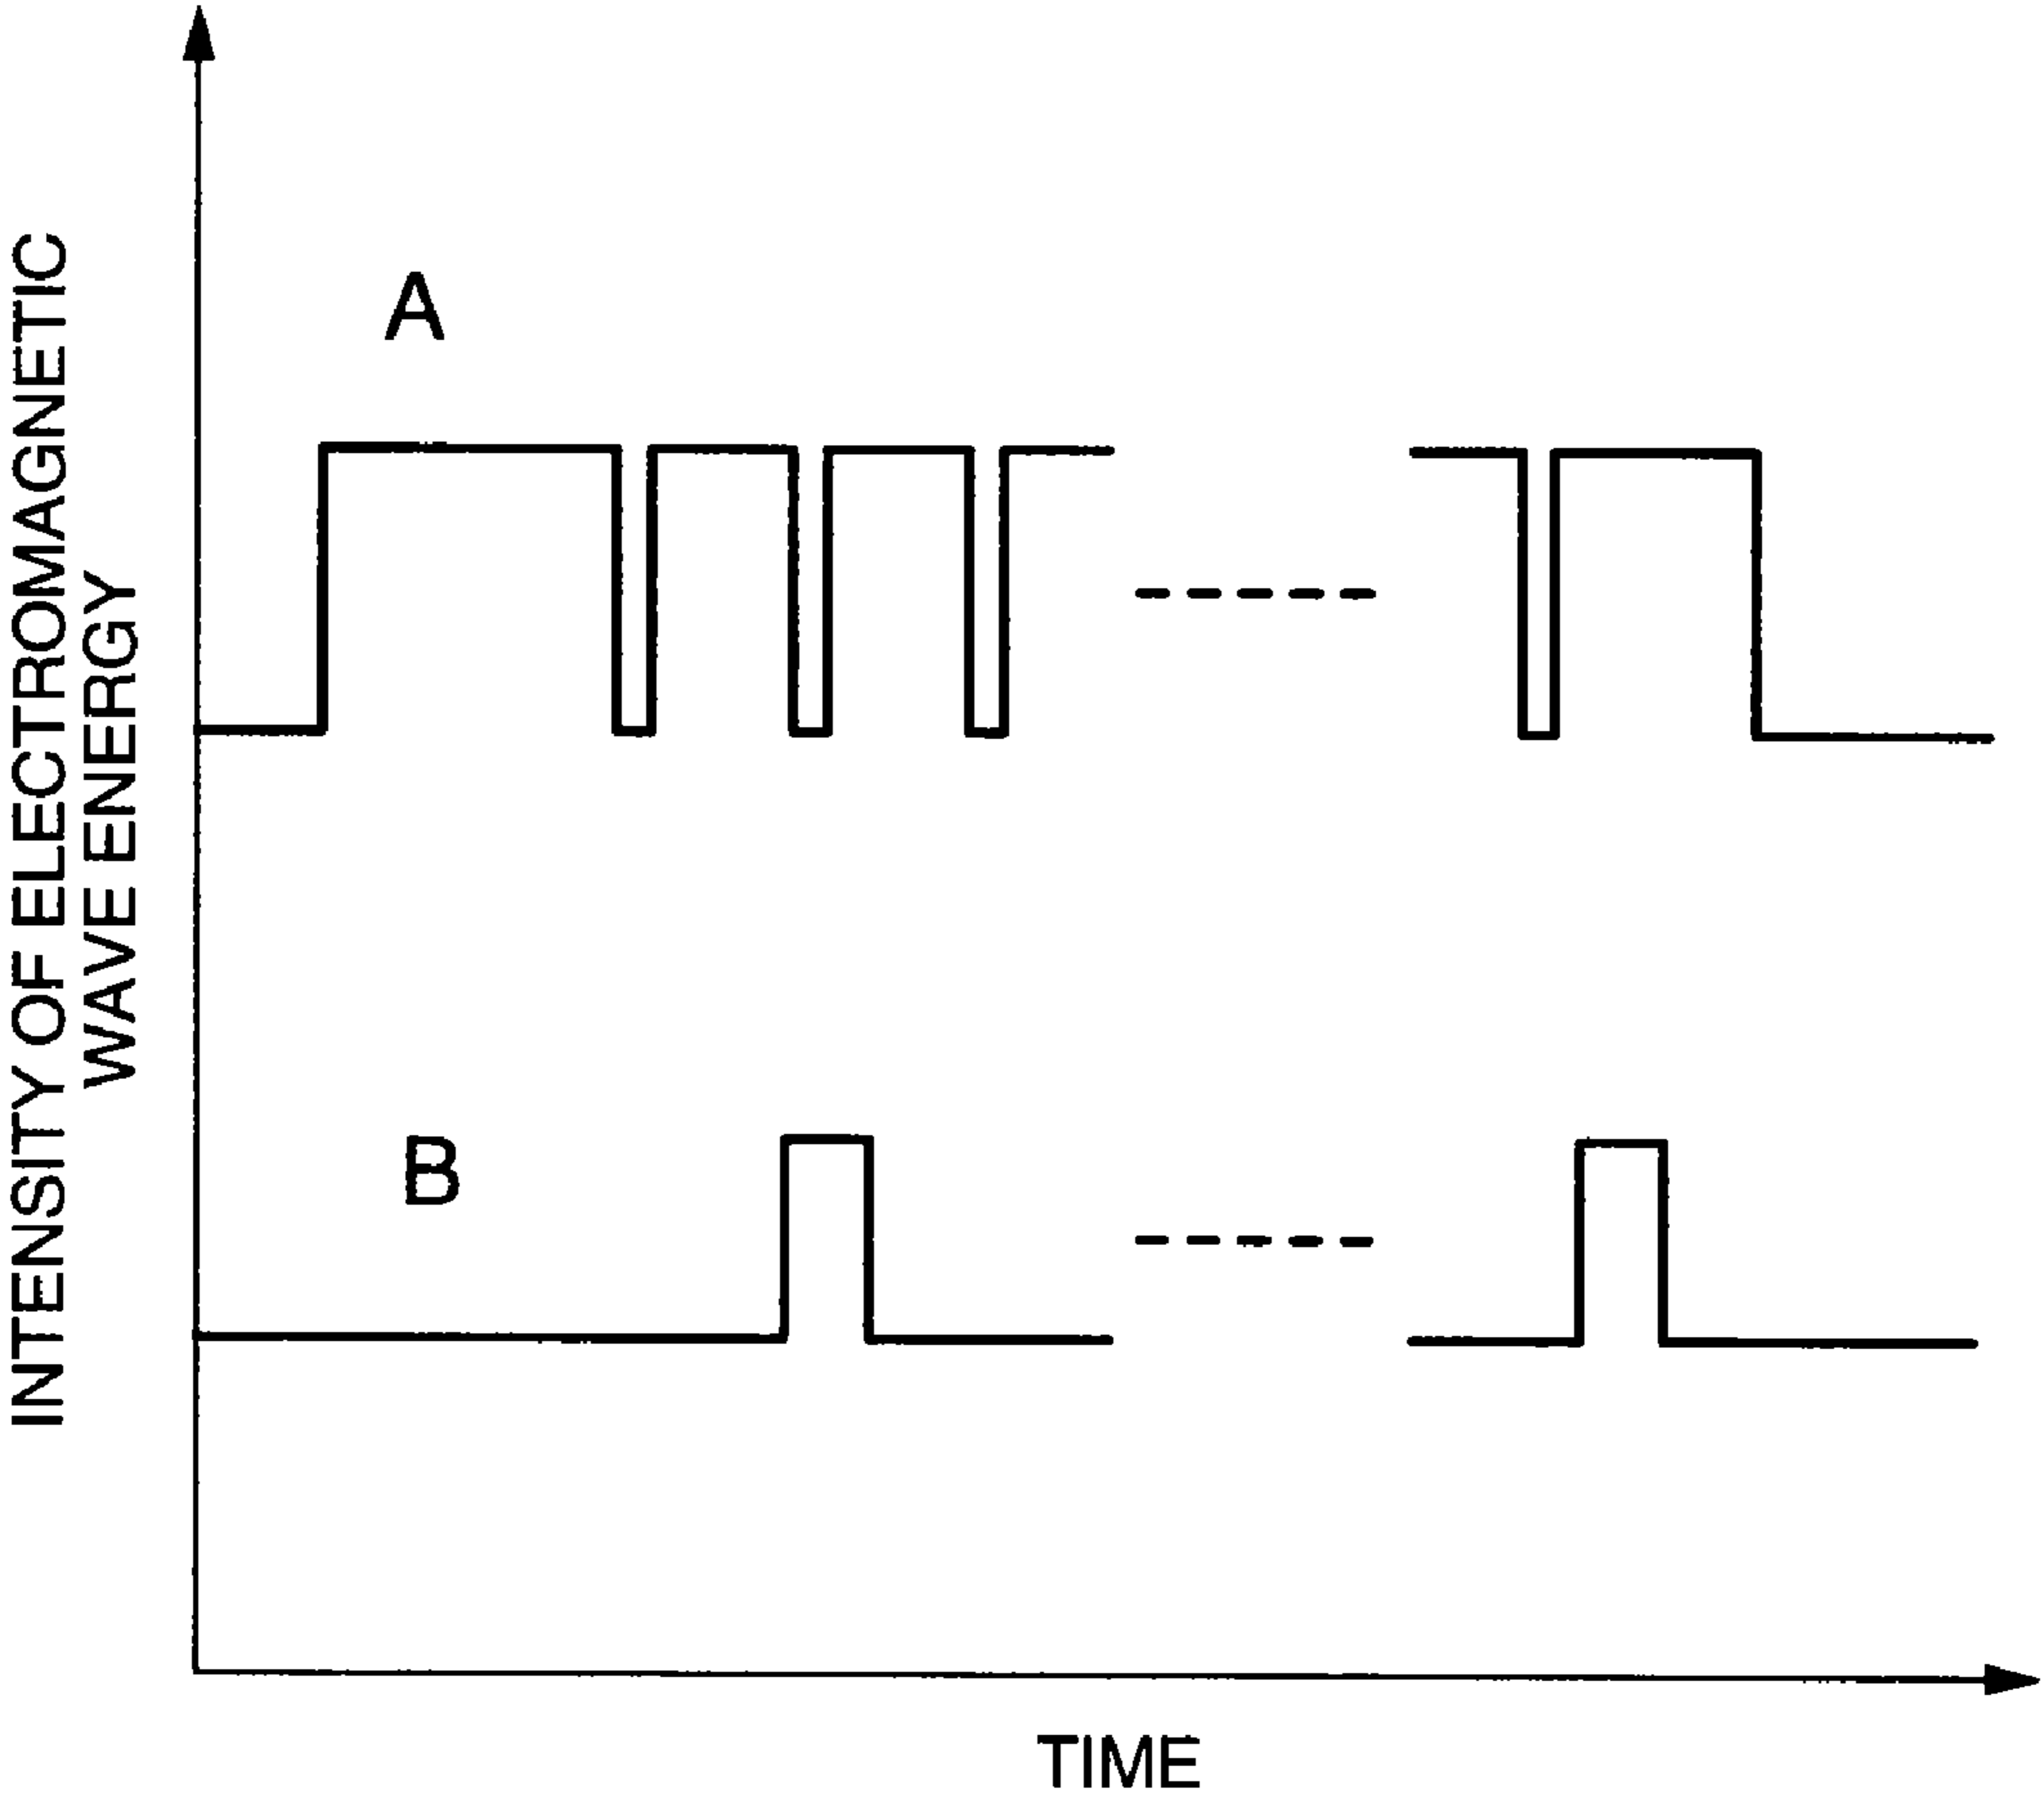 INTENSITY OF ELECTROMAGNETIC
WAVE ENERGY
A
B
TIME